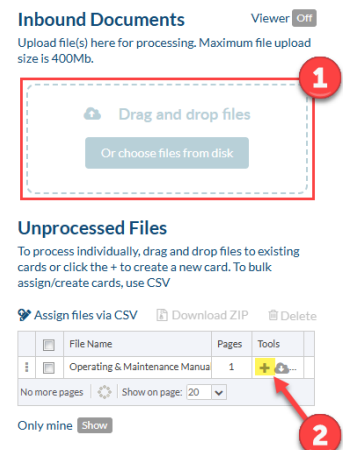 Inbound Documents Viewer Off
Upload file(s) here for processing. Maximum file upload
size is 400Mb.
1
Drag and drop files
Or choose files from disk
Unprocessed Files
To process individually, drag and drop files to existing
cards or click the + to create a new card. To bulk
assign/create cards, use CSV
Assign files via CSV Download ZIP Delete
File Name Pages Tools
Operating & Maintenance Manual 1 + ...
No more pages Show on page: 20
Only mine Show
2